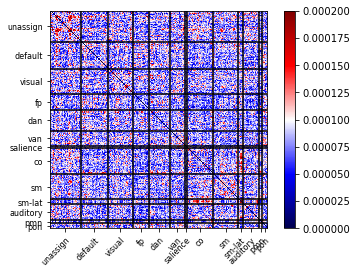 unassign
default
visual
fp
dan
van
salience
co
sm
sm-lat
auditory
pmn
pon
unassign
default
visual
fp
dan
van
salience
co
sm
sm-lat
auditory
0.000200
0.000175
0.000150
0.000125
0.000100
0.000075
0.000050
0.000025
0.000000